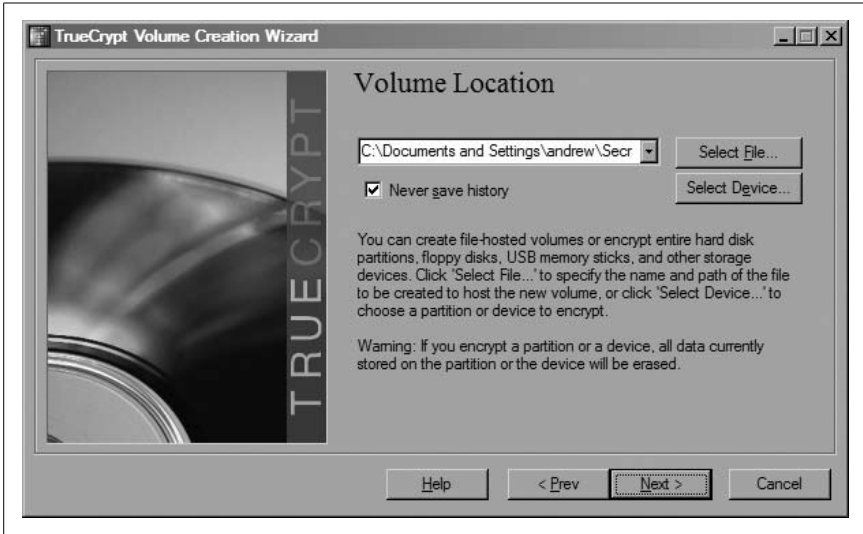 TrueCrypt Volume Creation Wizard
TRUECRYPT
Volume Location
C:\Documents and Settings\andrew\Secr
Select File...
Never save history
Select Device...
You can create file-hosted volumes or encrypt entire hard disk
partitions, floppy disks, USB memory sticks, and other storage
devices. Click 'Select File...' to specify the name and path of the file
to be created to host the new volume, or click 'Select Device...' to
choose a partition or device to encrypt.
Warning: If you encrypt a partition or a device, all data currently
stored on the partition or the device will be erased.
Help
< Prev
Next >
Cancel